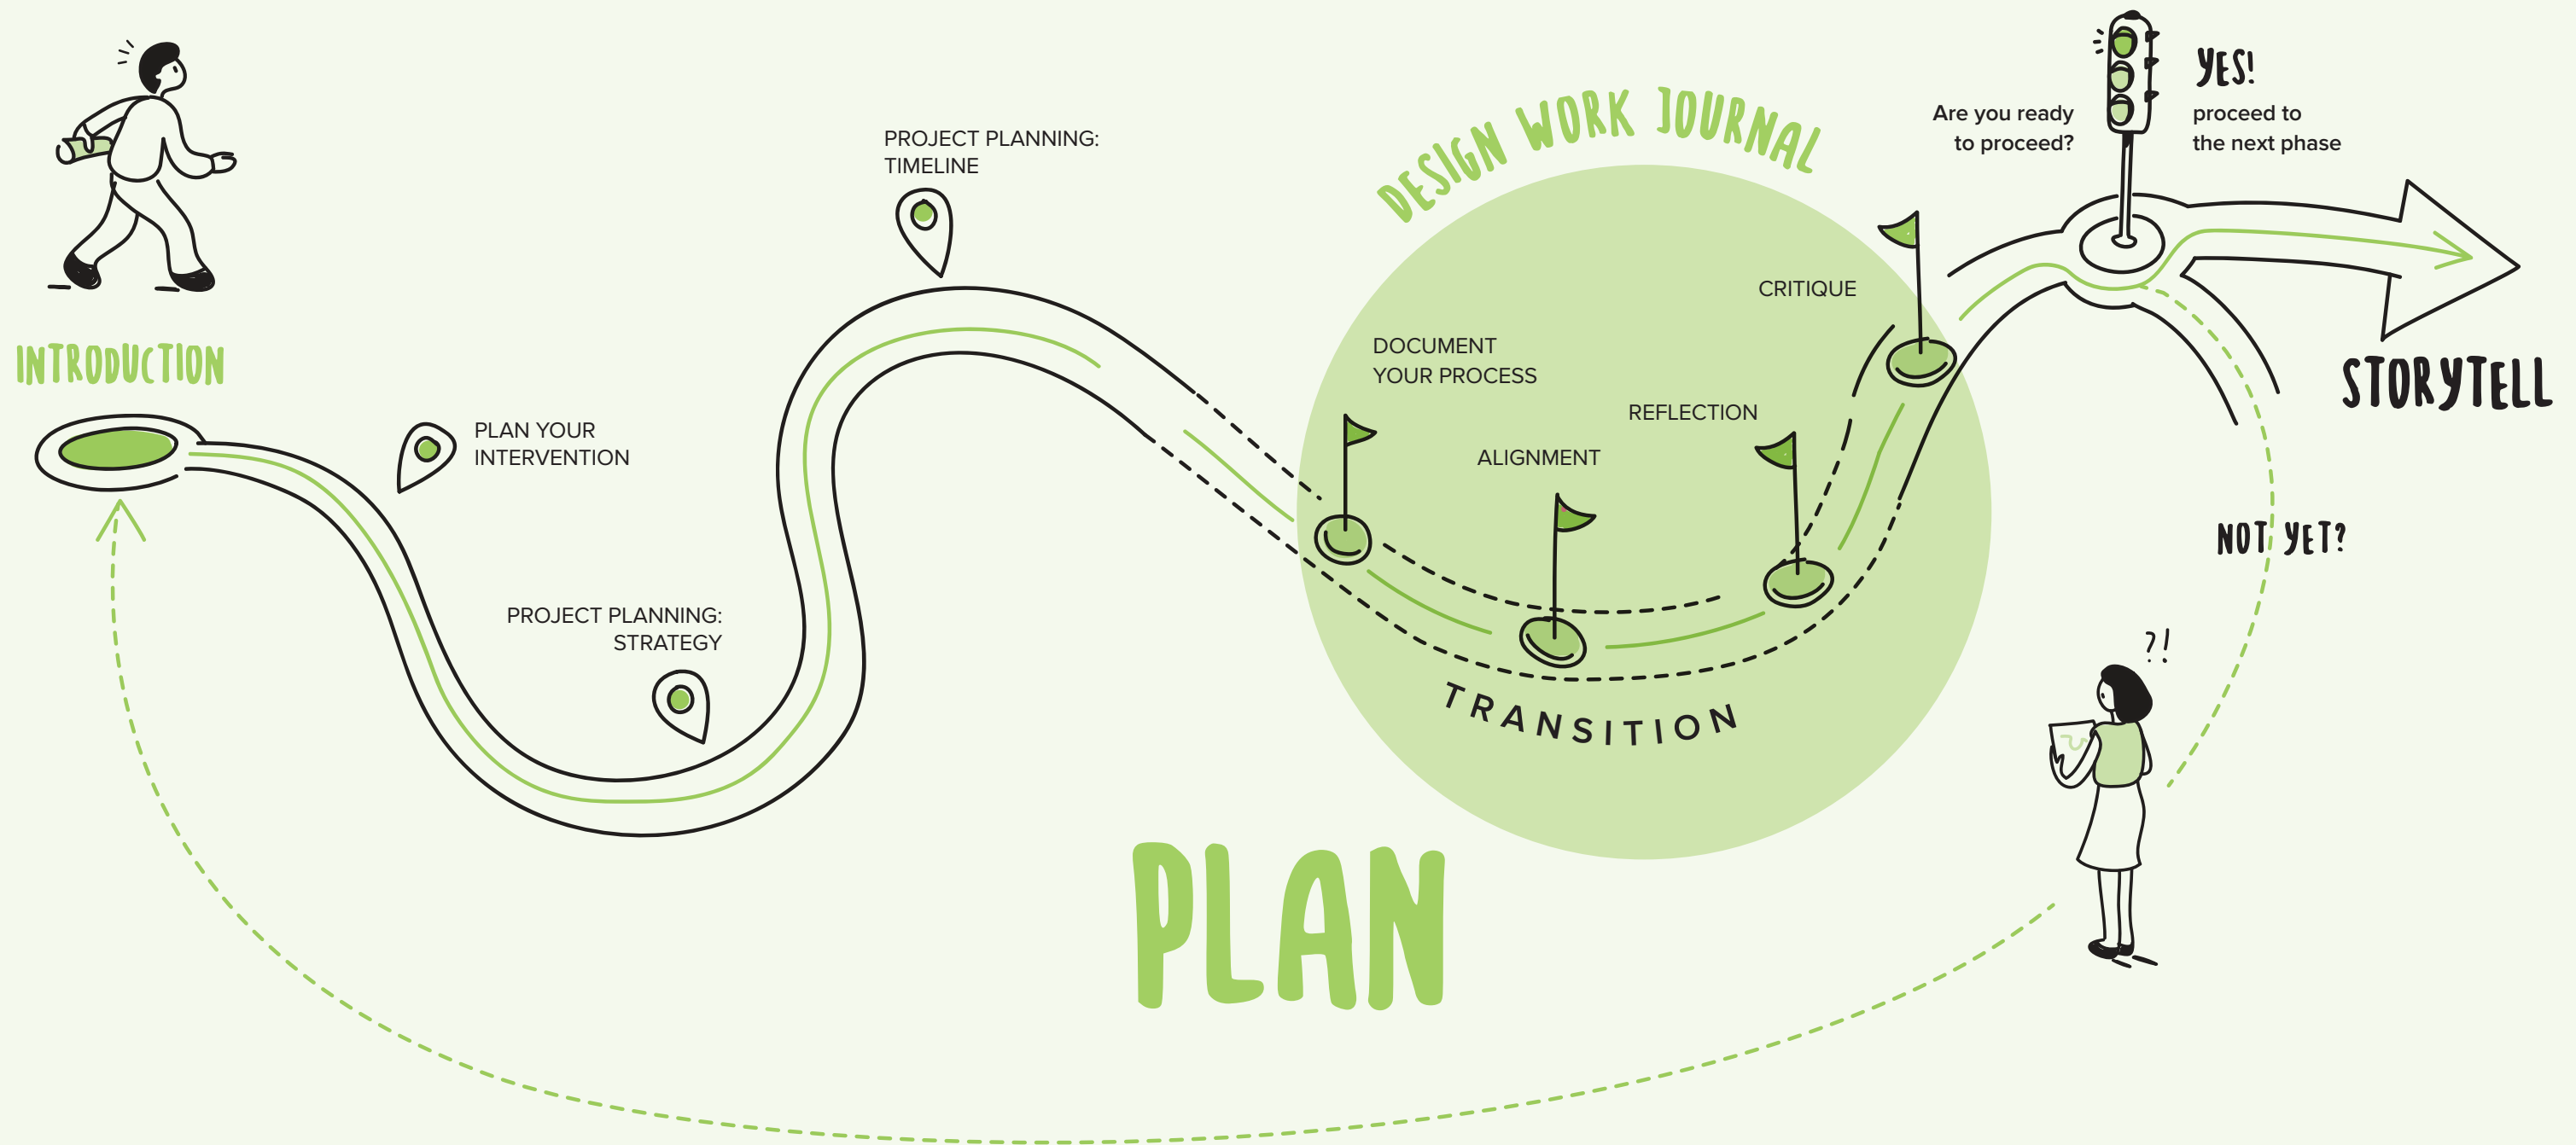 INTRODUCTION
PLAN YOUR
INTERVENTION
PROJECT PLANNING:
STRATEGY
PROJECT PLANNING:
TIMELINE
DESIGN WORK JOURNAL
DOCUMENT
YOUR PROCESS
ALIGNMENT
REFLECTION
CRITIQUE
TRANSITION
Are you ready
to proceed?
YES!
proceed to
the next phase
STORYTELL
NOT YET?
?!
PLAN